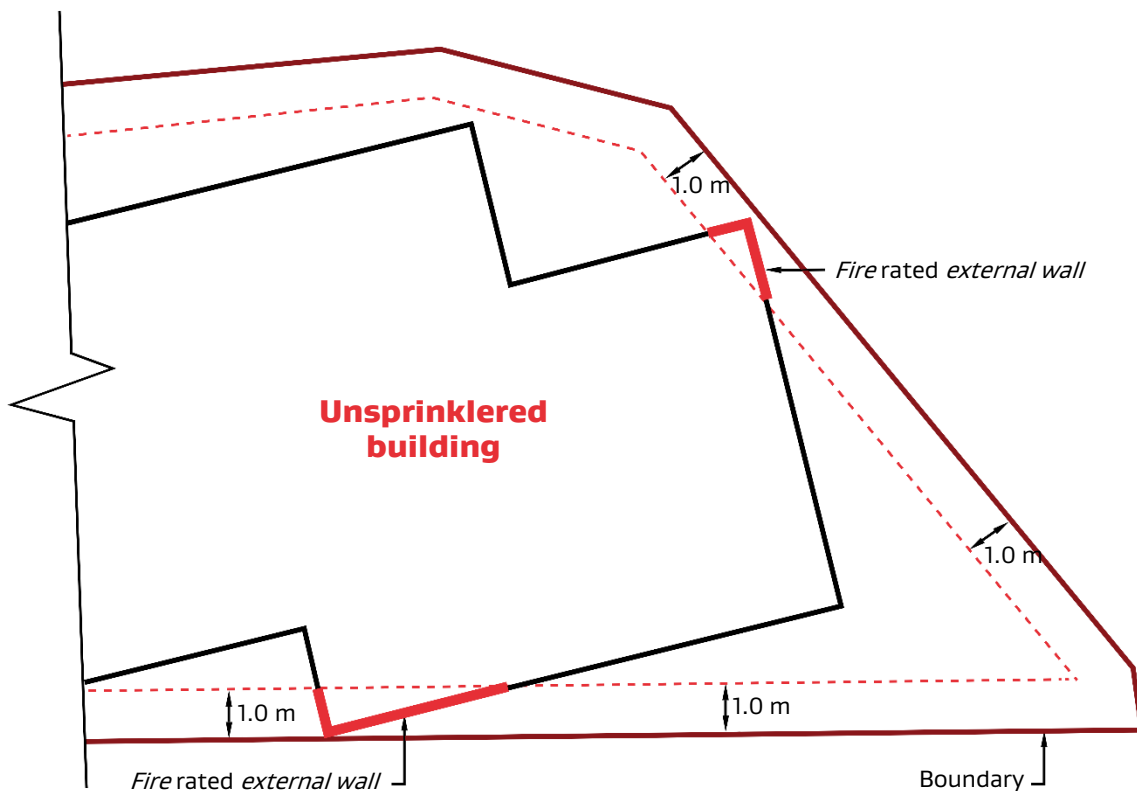 1.0 m
Fire rated external wall
Unsprinklered
building
1.0 m
1.0 m
1.0 m
Fire rated external wall
Boundary